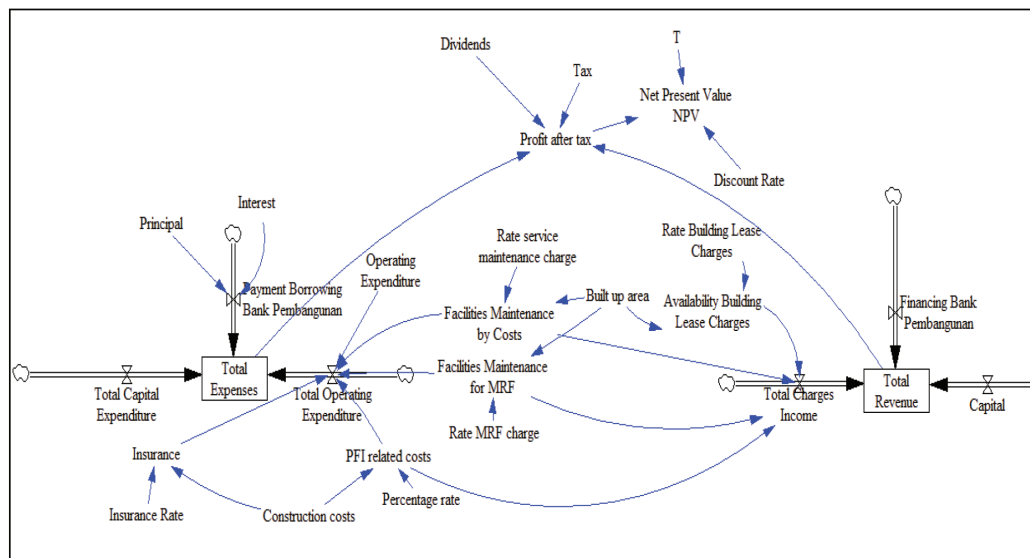 T
Dividends
Tax
Net Present Value
NPV
Profit after tax
Discount Rate
Interest
Principal
Rate service
maintenance charge
Rate Building Lease
Charges
Operating
Expenditure
Payment Borrowing
Bank Pembangunan
Built up area
Facilities Maintenance
by Costs
Availability Building
Lease Charges
Financing Bank
Pembangunan
Total
Expenses
Total Capital
Expenditure
Total Operating
Expenditure
Facilities Maintenance
for MRF
Total Charges
Income
Total
Revenue
Capital
Rate MRF charge
Insurance
PFI related costs
Percentage rate
Insurance Rate
Construction costs